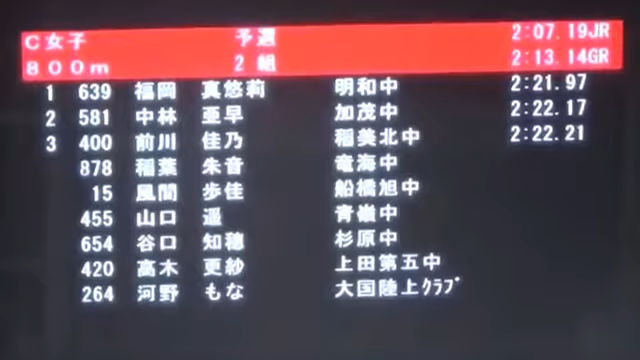 C女子 予選 2:07.19JR
800m 2組 2:13.14GR
1 639 福岡 真悠莉 明和中 2:21.97
2 581 中林 亜早 加茂中 2:22.17
3 400 前川 佳乃 稲美北中 2:22.21
878 稲葉 朱音 竜海中
15 風間 歩佳 船橋旭中
455 山口 遥 青嶺中
654 谷口 知穂 杉原中
420 高木 更紗 上田第五中
264 河野 もな 大国陸上ｸﾗﾌﾞ